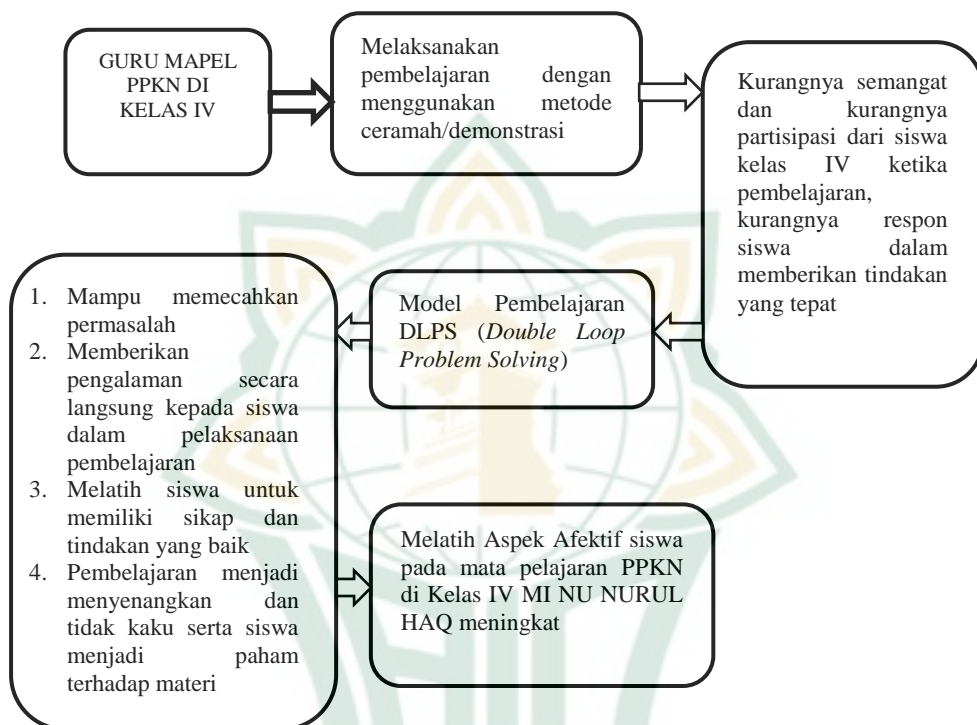 GURU MAPEL
PPKN DI
KELAS IV
Melaksanakan
pembelajaran dengan
menggunakan metode
ceramah/demonstrasi
Kurangnya semangat
dan kurangnya
partisipasi dari siswa
kelas IV ketika
pembelajaran,
kurangnya respon
siswa dalam
memberikan tindakan
yang tepat
Model Pembelajaran
DLPS (Double Loop
Problem Solving)
1. Mampu memecahkan
permasalah
2. Memberikan
pengalaman secara
langsung kepada siswa
dalam pelaksanaan
pembelajaran
3. Melatih siswa untuk
memiliki sikap dan
tindakan yang baik
4. Pembelajaran menjadi
menyenangkan dan
tidak kaku serta siswa
menjadi paham
terhadap materi
Melatih Aspek Afektif siswa
pada mata pelajaran PPKN
di Kelas IV MI NU NURUL
HAQ meningkat